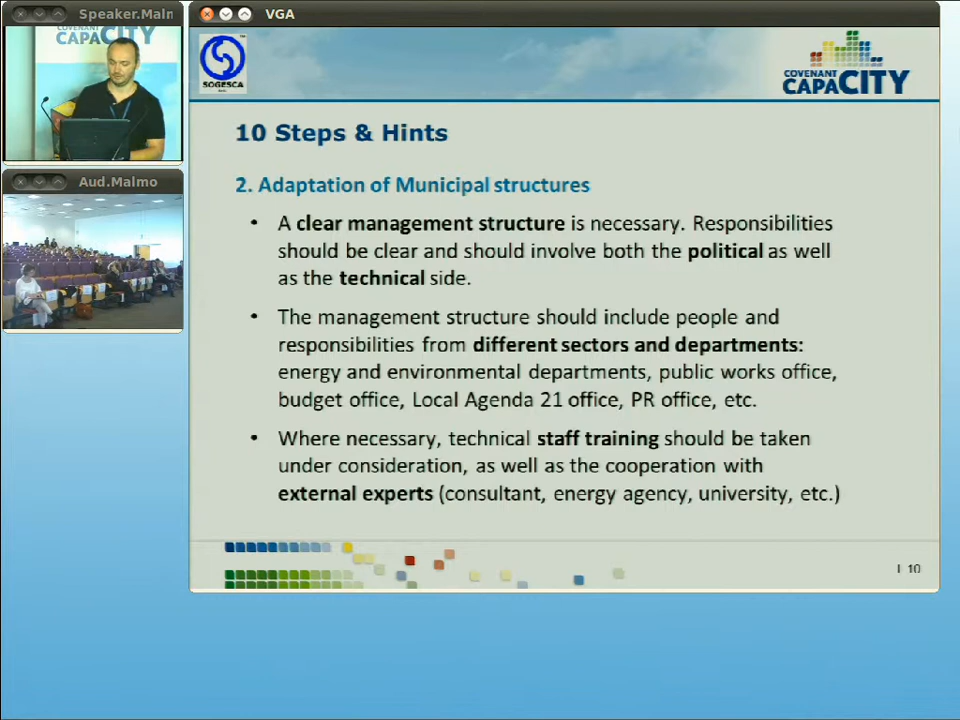 Speaker.Maln
VGA
COVENANT
CAPACITY
SOGESCA
COVENANT
CAPACITY
Aud.Malmo
10 Steps & Hints
2. Adaptation of Municipal structures
• A clear management structure is necessary. Responsibilities
should be clear and should involve both the political as well
as the technical side.
• The management structure should include people and
responsibilities from different sectors and departments:
energy and environmental departments, public works office,
budget office, Local Agenda 21 office, PR office, etc.
• Where necessary, technical staff training should be taken
under consideration, as well as the cooperation with
external experts (consultant, energy agency, university, etc.)
I 10